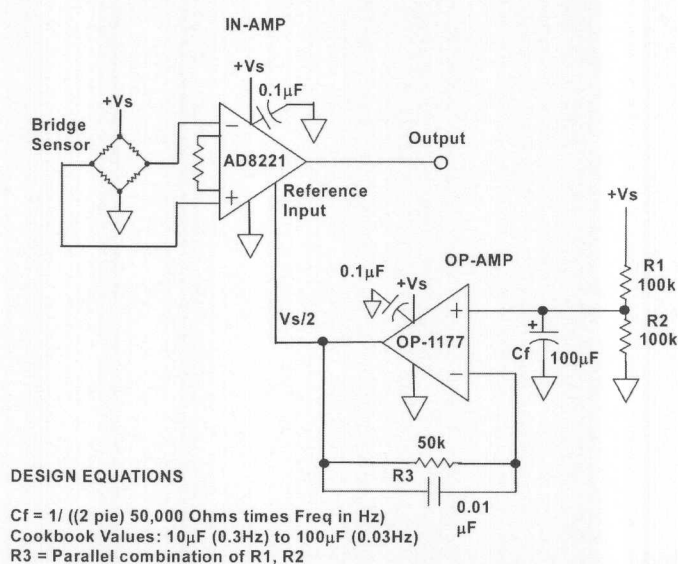 IN-AMP
+Vs
0.1µF
+Vs
Bridge
Sensor
−
AD8221
+
Output
Reference
Input
+Vs
OP-AMP
R1
100k
0.1µF
+Vs
+
R2
100k
Vs/2
OP-1177
+
Cf
100µF
−
50k
R3
0.01
µF
DESIGN EQUATIONS
Cf = 1/ ((2 pie) 50,000 Ohms times Freq in Hz)
Cookbook Values: 10µF (0.3Hz) to 100µF (0.03Hz)
R3 = Parallel combination of R1, R2